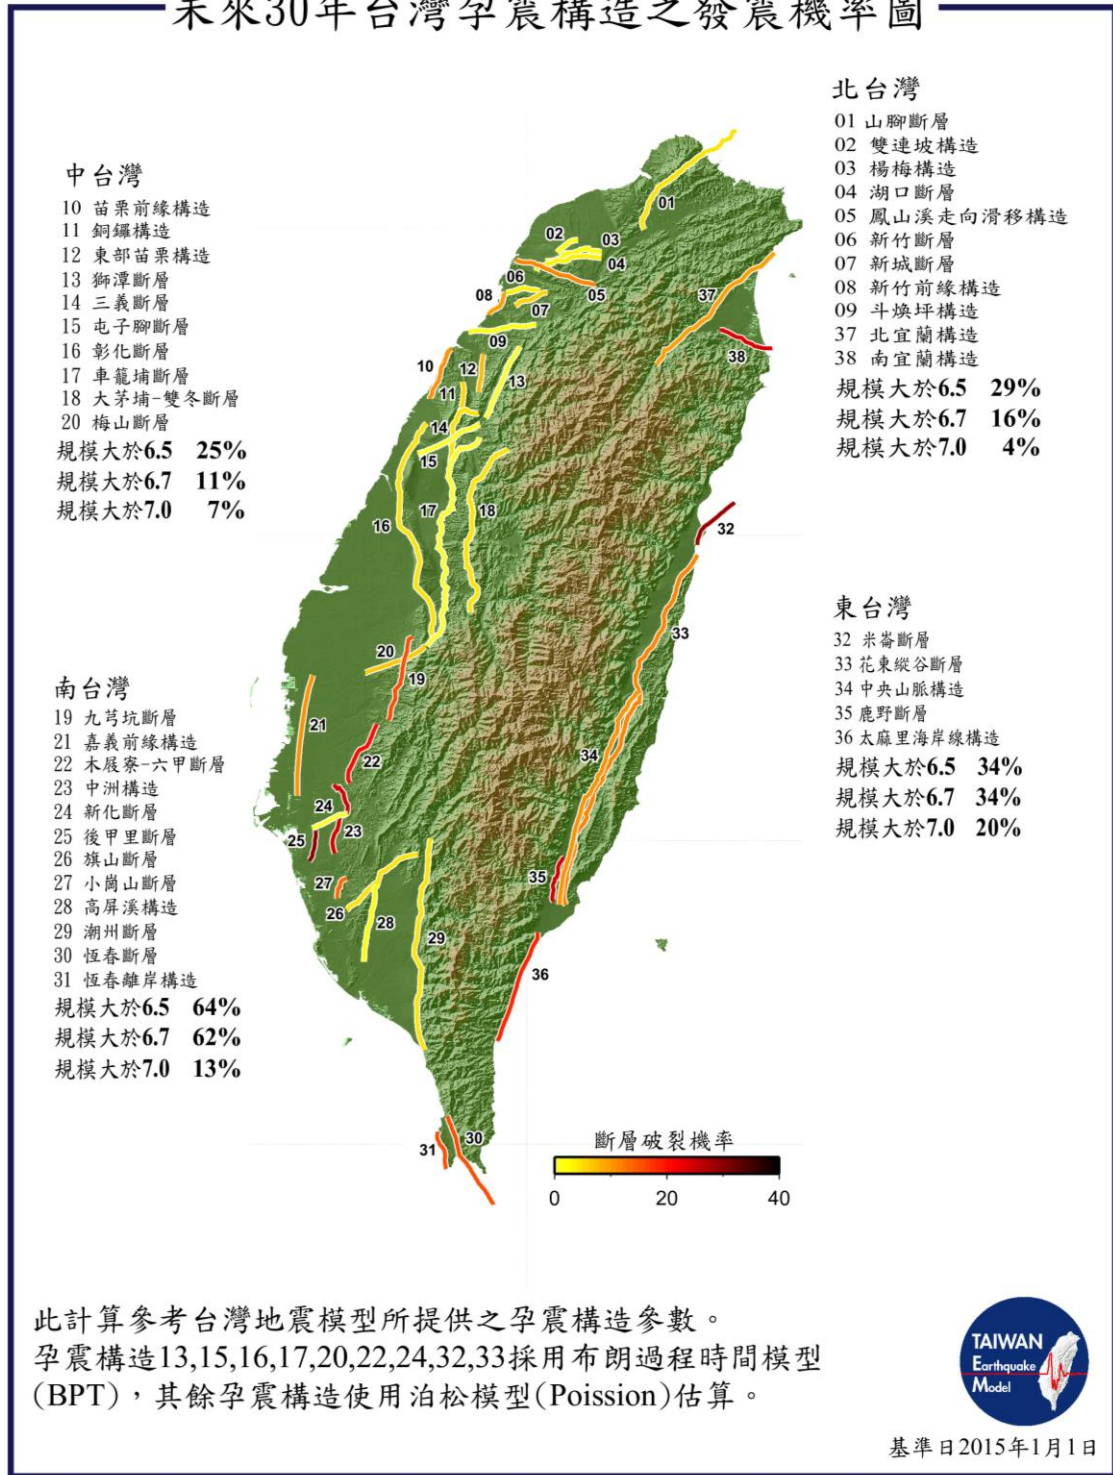 未來30年台灣孕震構造之發震機率圖
北台灣
01 山腳斷層
02 雙連坡構造
03 楊梅構造
04 湖口斷層
05 鳳山溪走向滑移構造
06 新竹斷層
07 新城斷層
08 新竹前緣構造
09 斗煥坪構造
37 北宜蘭構造
38 南宜蘭構造
規模大於6.5 29%
規模大於6.7 16%
規模大於7.0 4%
中台灣
10 苗栗前緣構造
11 銅鑼構造
12 東部苗栗構造
13 獅潭斷層
14 三義斷層
15 屯子腳斷層
16 彰化斷層
17 車籠埔斷層
18 大茅埔-雙冬斷層
20 梅山斷層
規模大於6.5 25%
規模大於6.7 11%
規模大於7.0 7%
東台灣
32 米崙斷層
33 花東縱谷斷層
34 中央山脈構造
35 鹿野斷層
36 太麻里海岸線構造
規模大於6.5 34%
規模大於6.7 34%
規模大於7.0 20%
南台灣
19 九芎坑斷層
21 嘉義前緣構造
22 木屐寮-六甲斷層
23 中洲構造
24 新化斷層
25 後甲里斷層
26 旗山斷層
27 小崗山斷層
28 高屏溪構造
29 潮州斷層
30 恆春斷層
31 恆春離岸構造
規模大於6.5 64%
規模大於6.7 62%
規模大於7.0 13%
01
02
03
04
05
06
07
08
09
37
38
10
11
12
13
14
15
16
17
18
32
33
20
19
21
22
34
24
23
25
27
26
28
29
35
36
31
30
斷層破裂機率
0 20 40
此計算參考台灣地震模型所提供之孕震構造參數。
孕震構造13,15,16,17,20,22,24,32,33採用布朗過程時間模型
(BPT)，其餘孕震構造使用泊松模型(Poission)估算。
TAIWAN
Earthquake
Model
基準日2015年1月1日